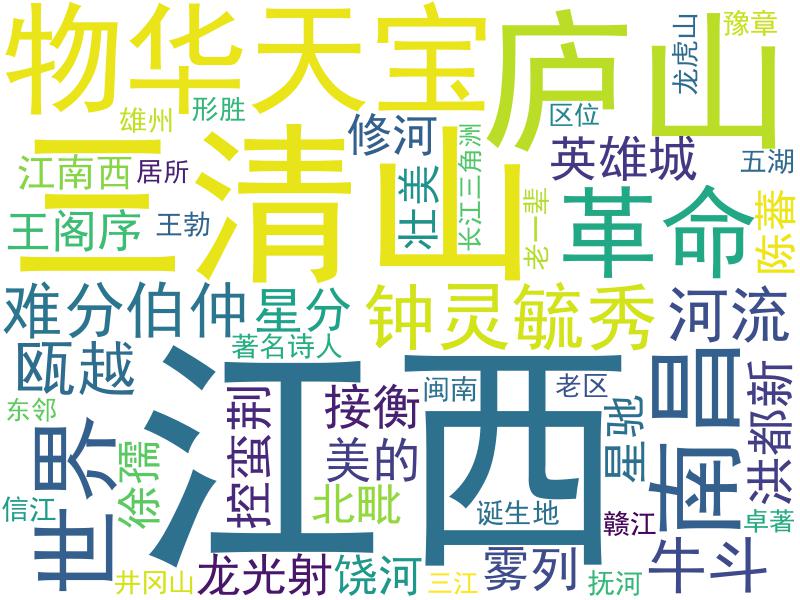 物华天宝
庐山
豫章
龙虎山
雄州
形胜
区位
三清山
修河
长江三角洲
英雄城
五湖
江南西
居所
壮美
老一辈
革命
陈蕃
王阁序
王勃
难分伯仲
星分
钟灵毓秀
河流
著名诗人
瓯越
江西
南昌
洪都新
东邻
控蛮荆
接衡
闽南
老区
星驰
世界
徐孺
美的
北毗
信江
诞生地
赣江
卓著
井冈山
龙光射
饶河
三江
雾列
抚河
牛斗